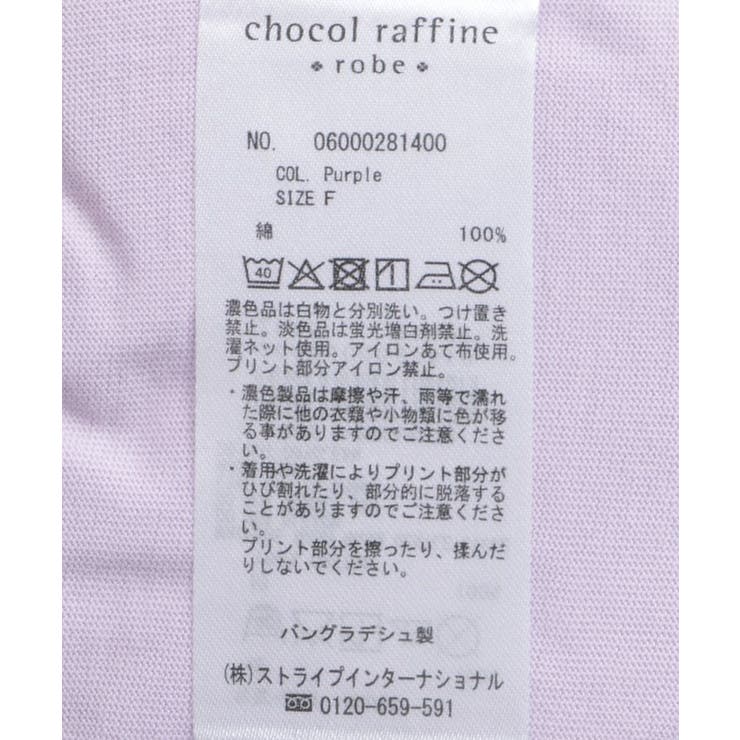 chocol raffine
robe
NO. 06000281400
COL. Purple
SIZE F
綿 100%
40
濃色品は白物と分別洗い。つけ置き
禁止。淡色品は蛍光増白剤禁止。洗
濯ネット使用。アイロンあて布使用。
プリント部分アイロン禁止。
・濃色製品は摩擦や汗、雨等で濡れ
た際に他の衣類や小物類に色が移
る事がありますのでご注意くださ
い。
・着用や洗濯によりプリント部分が
ひび割れたり、部分的に脱落する
ことがありますのでご注意くださ
い。
プリント部分を擦ったり、揉んだ
りしないでください。
バングラデシュ製
(株)ストライプインターナショナル
0120-659-591